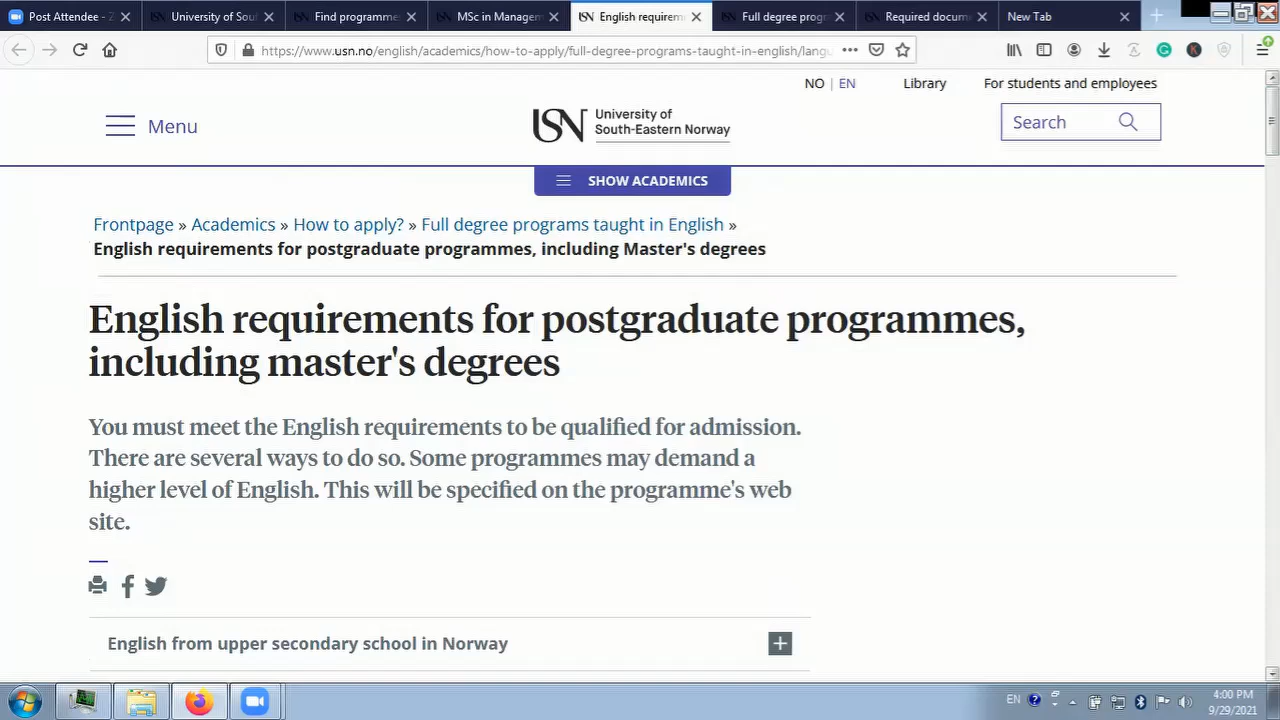 Post Attendee - Z
University of Sou
Find programme
MSc in Managem
English requirem
Full degree progr
Required docum
New Tab
https://www.usn.no/english/academics/how-to-apply/full-degree-programs-taught-in-english/lang
NO | EN
Library
For students and employees
Menu
USN University of
South-Eastern Norway
Search
SHOW ACADEMICS
Frontpage » Academics » How to apply? » Full degree programs taught in English »
English requirements for postgraduate programmes, including Master's degrees
English requirements for postgraduate programmes,
including master's degrees
You must meet the English requirements to be qualified for admission.
There are several ways to do so. Some programmes may demand a
higher level of English. This will be specified on the programme's web
site.
English from upper secondary school in Norway
EN
4:00 PM
9/29/2021